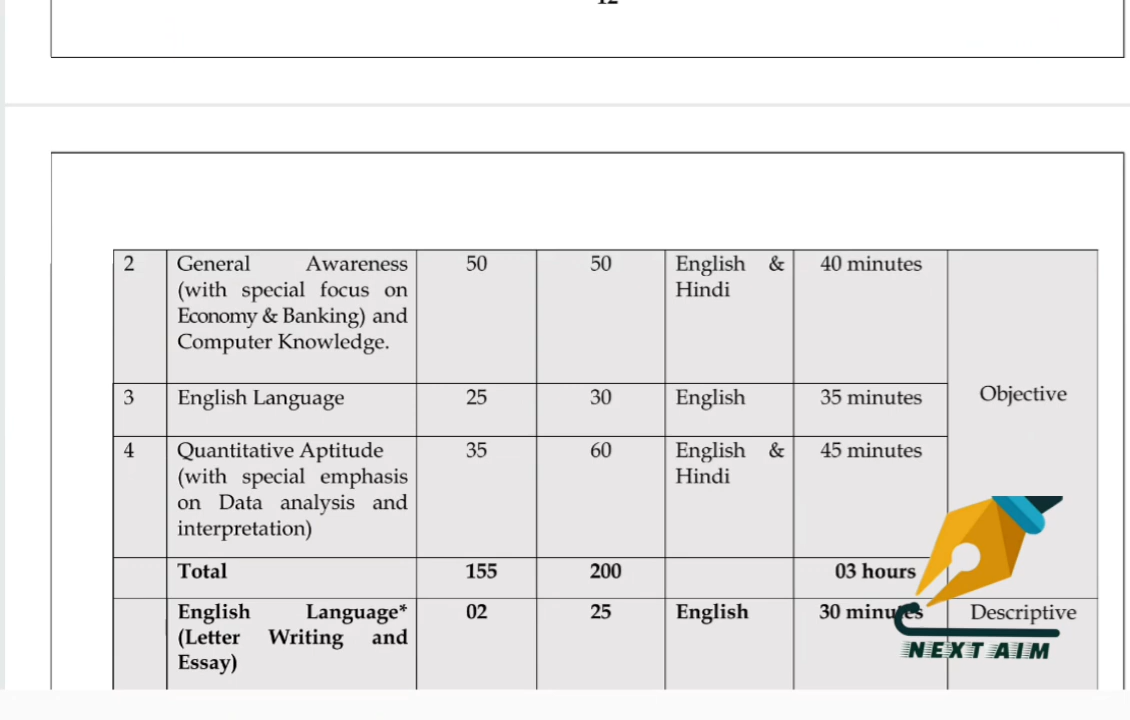 12
2 General Awareness 50 50 English & 40 minutes
(with special focus on Hindi
Economy & Banking) and
Computer Knowledge.
Objective
3 English Language 25 30 English 35 minutes
4 Quantitative Aptitude 35 60 English & 45 minutes
(with special emphasis Hindi
on Data analysis and
interpretation)
Total 155 200 03 hours
English Language* 02 25 English 30 minutes Descriptive
(Letter Writing and
Essay)
NEXT AIM